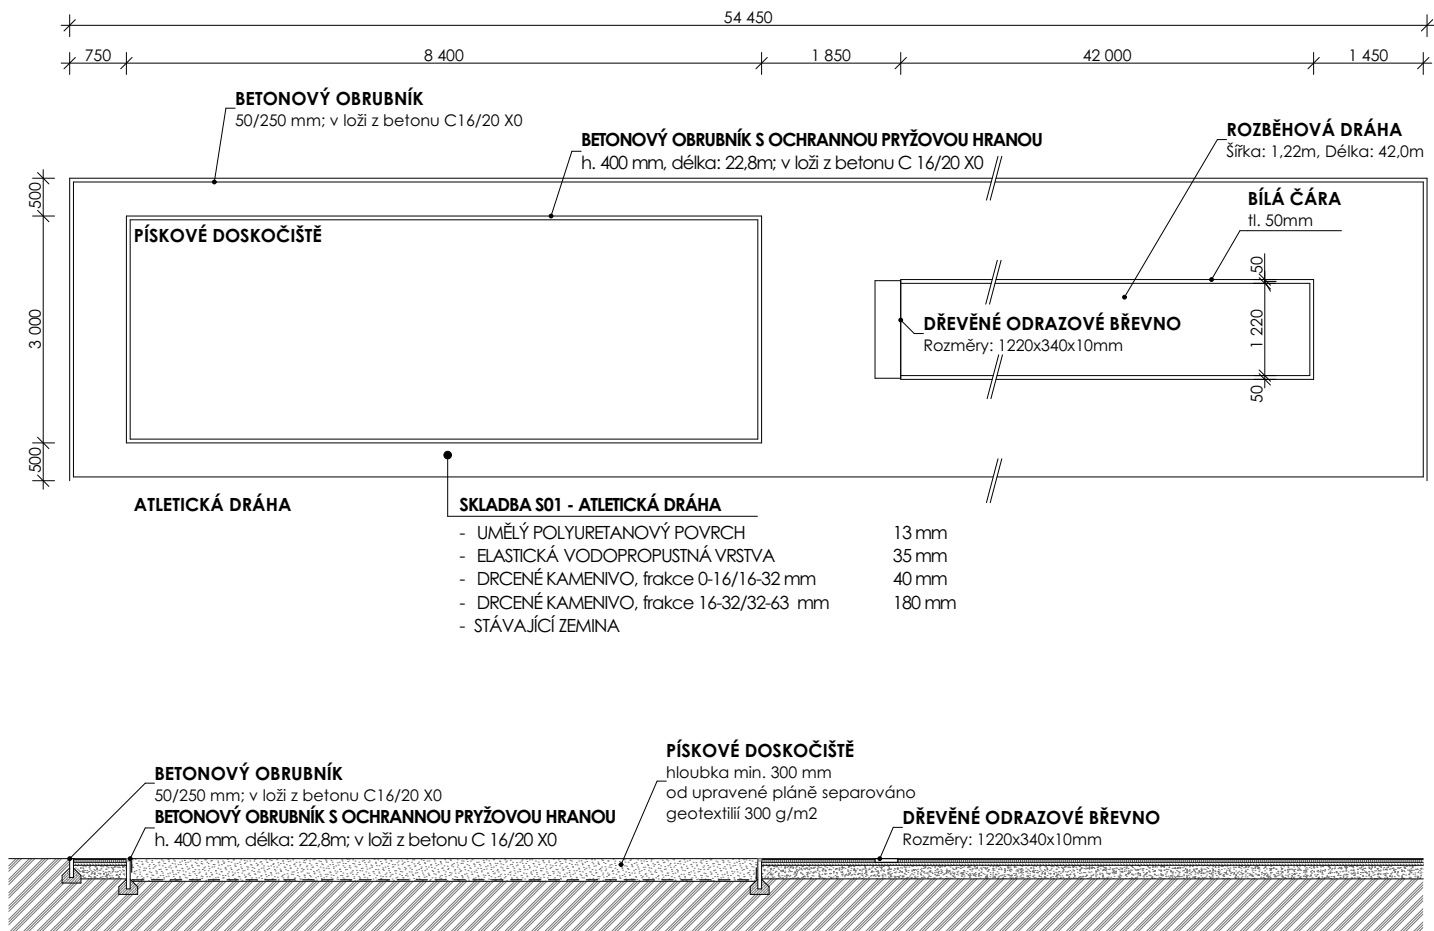 54 450
750
8 400
1 850
42 000
1 450
BETONOVÝ OBRUBNÍK
50/250 mm; v loži z betonu C16/20 X0
BETONOVÝ OBRUBNÍK S OCHRANNOU PRYŽOVOU HRANOU
h. 400 mm, délka: 22,8m; v loži z betonu C 16/20 X0
ROZBĚHOVÁ DRÁHA
Šířka: 1,22m, Délka: 42,0m
BÍLÁ ČÁRA
tl. 50mm
500
3 000
500
PÍSKOVÉ DOSKOČIŠTĚ
50
1 220
50
DŘEVĚNÉ ODRAZOVÉ BŘEVNO
Rozměry: 1220x340x10mm
ATLETICKÁ DRÁHA
SKLADBA S01 - ATLETICKÁ DRÁHA
- UMĚLÝ POLYURETANOVÝ POVRCH 13 mm
- ELASTICKÁ VODOPROPUSTNÁ VRSTVA 35 mm
- DRCENÉ KAMENIVO, frakce 0-16/16-32 mm 40 mm
- DRCENÉ KAMENIVO, frakce 16-32/32-63 mm 180 mm
- STÁVAJÍCÍ ZEMINA
BETONOVÝ OBRUBNÍK
50/250 mm; v loži z betonu C16/20 X0
BETONOVÝ OBRUBNÍK S OCHRANNOU PRYŽOVOU HRANOU
h. 400 mm, délka: 22,8m; v loži z betonu C 16/20 X0
PÍSKOVÉ DOSKOČIŠTĚ
hloubka min. 300 mm
od upravené pláně separováno
geotextilií 300 g/m2
DŘEVĚNÉ ODRAZOVÉ BŘEVNO
Rozměry: 1220x340x10mm